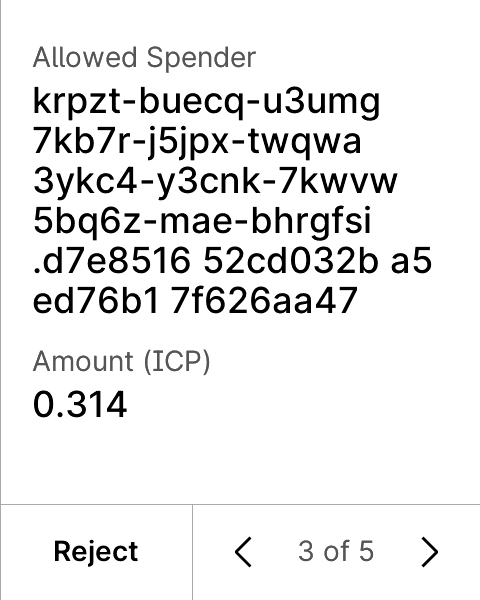 Allowed Spender
krpzt-buecq-u3umg
7kb7r-j5jpx-twqwa
3ykc4-y3cnk-7kwvw
5bq6z-mae-bhrgfsi
.d7e8516 52cd032b a5
ed76b1 7f626aa47
Amount (ICP)
0.314
Reject
3 of 5